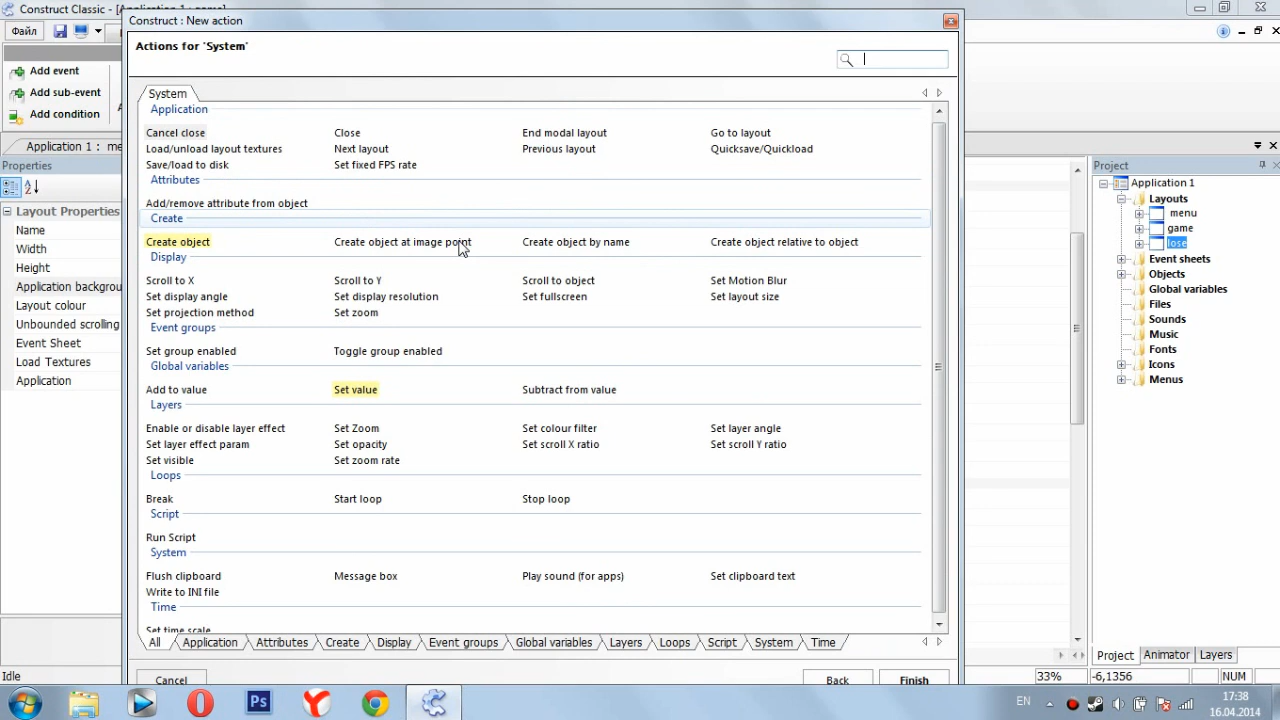 Construct Classic - [Application 1 : game]
Construct : New action
Файл
Actions for 'System'
Add event
Add sub-event
Add condition
System
Application
Cancel close Close End modal layout Go to layout
Load/unload layout textures Next layout Previous layout Quicksave/Quickload
Save/load to disk Set fixed FPS rate
Attributes
Add/remove attribute from object
Create
Create object Create object at image point Create object by name Create object relative to object
Display
Scroll to X Scroll to Y Scroll to object Set Motion Blur
Set display angle Set display resolution Set fullscreen Set layout size
Set projection method Set zoom
Event groups
Set group enabled Toggle group enabled
Global variables
Add to value Set value Subtract from value
Layers
Enable or disable layer effect Set Zoom Set colour filter Set layer angle
Set layer effect param Set opacity Set scroll X ratio Set scroll Y ratio
Set visible Set zoom rate
Loops
Break Start loop Stop loop
Script
Run Script
System
Flush clipboard Message box Play sound (for apps) Set clipboard text
Write to INI file
Time
Set time scale
All Application Attributes Create Display Event groups Global variables Layers Loops Script System Time
Cancel Back Finish
Application 1 : me
Properties
Layout Properties
Name
Width
Height
Application backgrou
Layout colour
Unbounded scrolling
Event Sheet
Load Textures
Application
Project
Application 1
Layouts
menu
game
lose
Event sheets
Objects
Global variables
Files
Sounds
Music
Fonts
Icons
Menus
Project Animator Layers
Idle
33% -6,1356 NUM
EN
17:38
16.04.2014